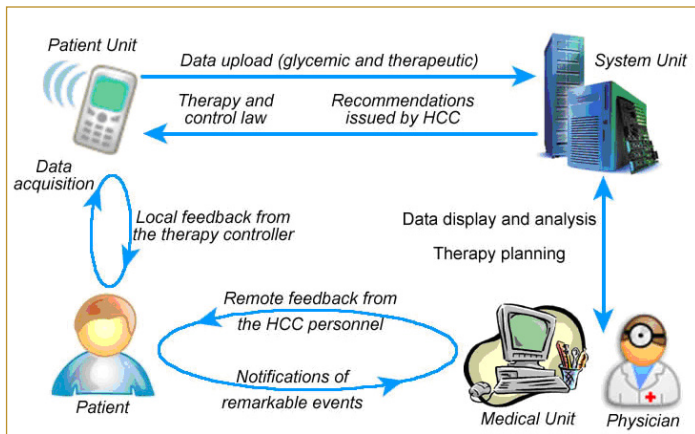 Patient Unit
Data upload (glycemic and therapeutic)
System Unit
Therapy and
control law
Recommendations
issued by HCC
Data
acquisition
Local feedback from
the therapy controller
Data display and analysis
Therapy planning
Remote feedback from
the HCC personnel
Notifications of
remarkable events
Patient
Medical Unit
Physician